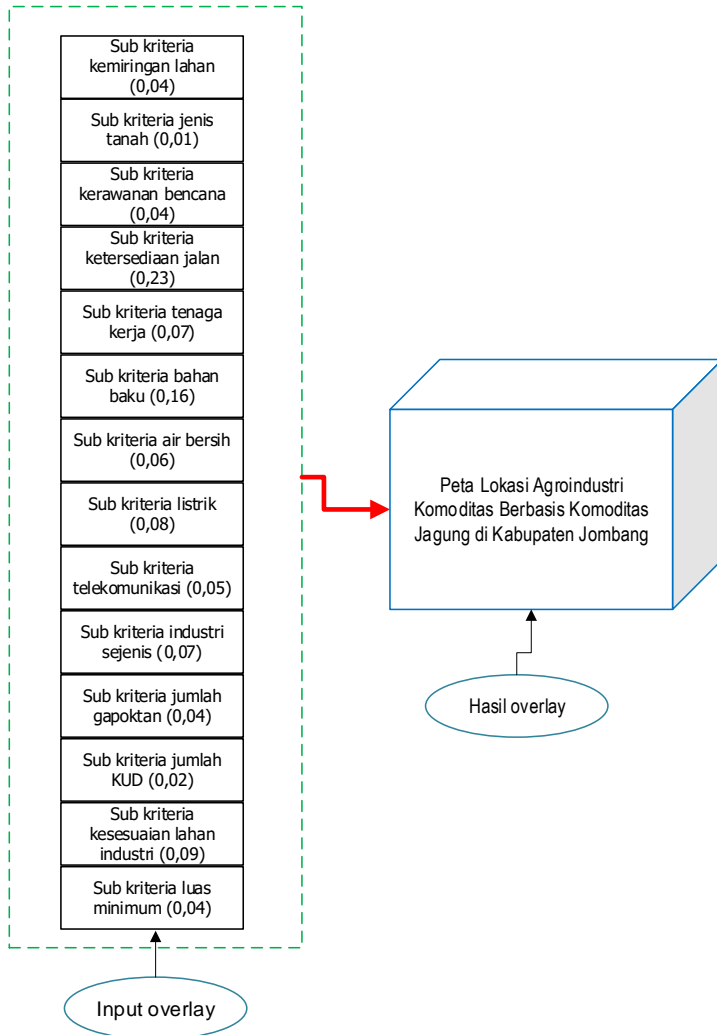 Sub kriteria
kemiringan lahan
(0,04)
Sub kriteria jenis
tanah (0,01)
Sub kriteria
kerawanan bencana
(0,04)
Sub kriteria
ketersediaan jalan
(0,23)
Sub kriteria tenaga
kerja (0,07)
Sub kriteria bahan
baku (0,16)
Sub kriteria air bersih
(0,06)
Sub kriteria listrik
(0,08)
Sub kriteria
telekomunikasi (0,05)
Sub kriteria industri
sejenis (0,07)
Sub kriteria jumlah
gapoktan (0,04)
Sub kriteria jumlah
KUD (0,02)
Sub kriteria
kesesuaian lahan
industri (0,09)
Sub kriteria luas
minimum (0,04)
Input overlay
Peta Lokasi Agroindustri
Komoditas Berbasis Komoditas
Jagung di Kabupaten Jombang
Hasil overlay